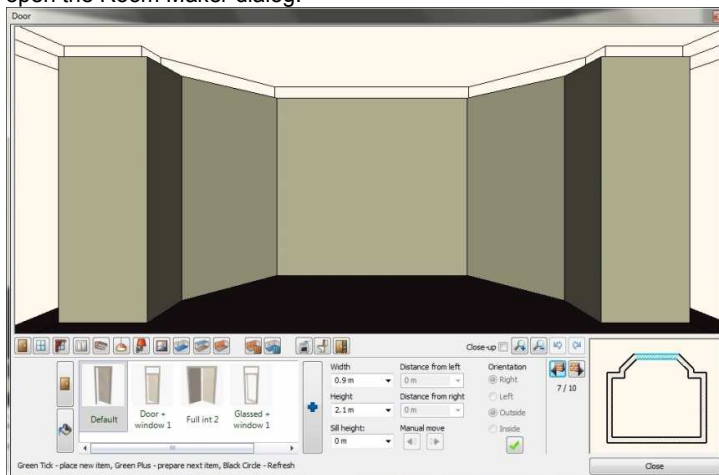 open the Room Maker dialog.
Door
Close-up
Width
Distance from left
Orientation
0.9 m
0 m
Right
7 / 10
Height
Distance from right
Left
2.1 m
0 m
Outside
Sill height:
Manual move
Inside
0 m
Default
Door +
window 1
Full int 2
Glassed +
window 1
Green Tick - place new item, Green Plus - prepare next item, Black Circle - Refresh
Close